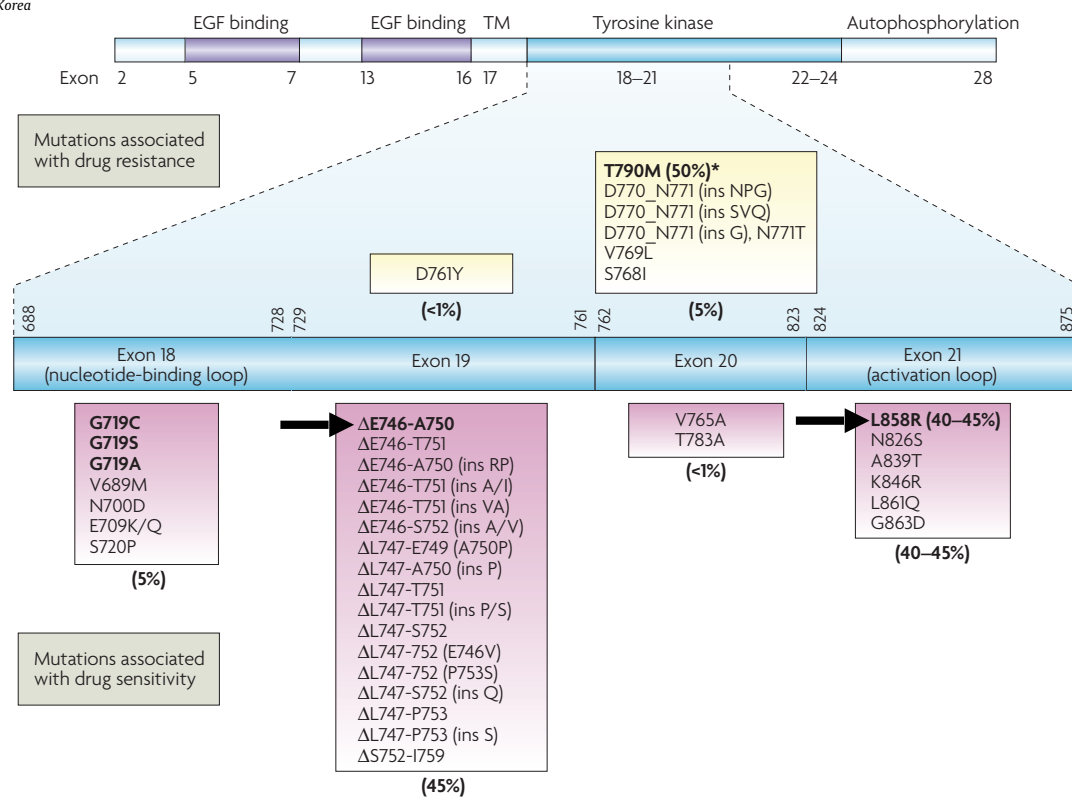 Korea
EGF binding EGF binding TM Tyrosine kinase Autophosphorylation
Exon 2 5 7 13 16 17 18–21 22–24 28
Mutations associated
with drug resistance
T790M (50%)*
D770_N771 (ins NPG)
D770_N771 (ins SVQ)
D770_N771 (ins G), N771T
V769L
S768I
(5%)
D761Y
(<1%)
688 728 729 761 762 823 824 875
Exon 18
(nucleotide-binding loop)
Exon 19
Exon 20
Exon 21
(activation loop)
G719C
G719S
G719A
V689M
N700D
E709K/Q
S720P
(5%)
ΔE746-A750
ΔE746-T751
ΔE746-A750 (ins RP)
ΔE746-T751 (ins A/I)
ΔE746-T751 (ins VA)
ΔE746-S752 (ins A/V)
ΔL747-E749 (A750P)
ΔL747-A750 (ins P)
ΔL747-T751
ΔL747-T751 (ins P/S)
ΔL747-S752
ΔL747-752 (E746V)
ΔL747-752 (P753S)
ΔL747-S752 (ins Q)
ΔL747-P753
ΔL747-P753 (ins S)
ΔS752-I759
(45%)
V765A
T783A
(<1%)
L858R (40–45%)
N826S
A839T
K846R
L861Q
G863D
(40–45%)
Mutations associated
with drug sensitivity